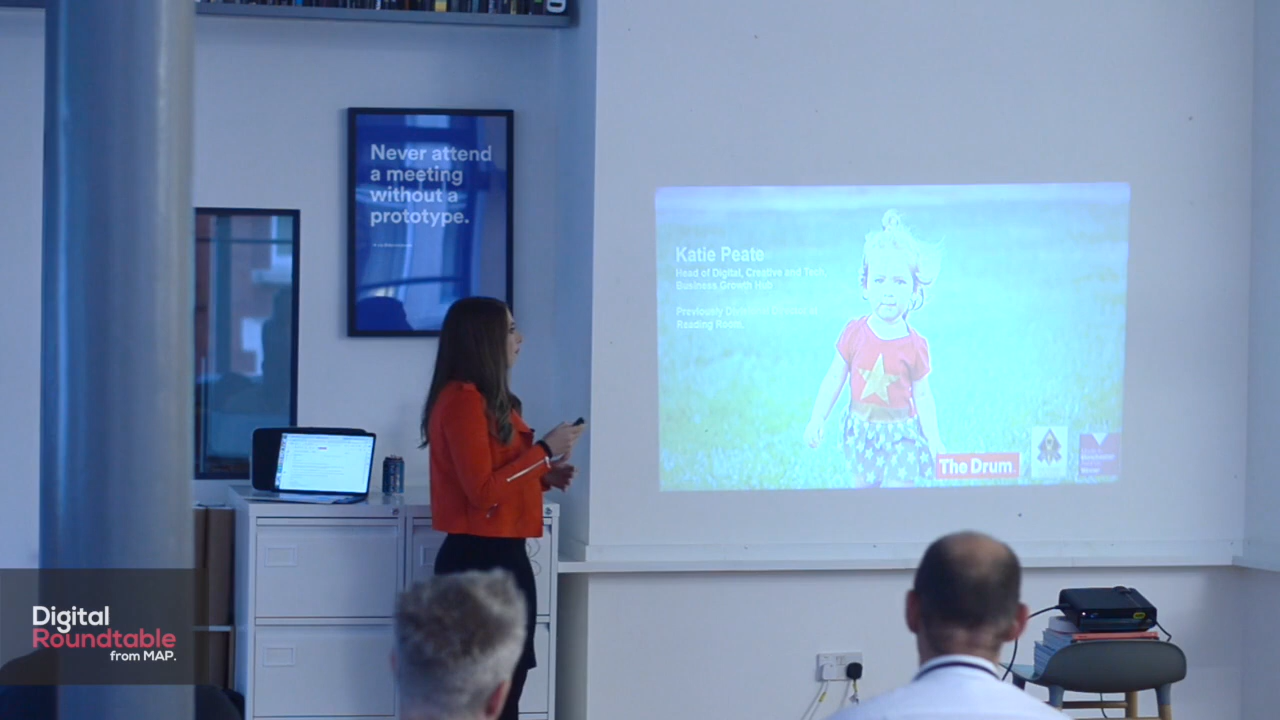 Never attend
a meeting
without a
prototype.
Katie Peate
Head of Digital, Creative and Tech,
Business Growth Hub
Previously
Reading Room.
The Drum.
Digital
Roundtable
from MAP.